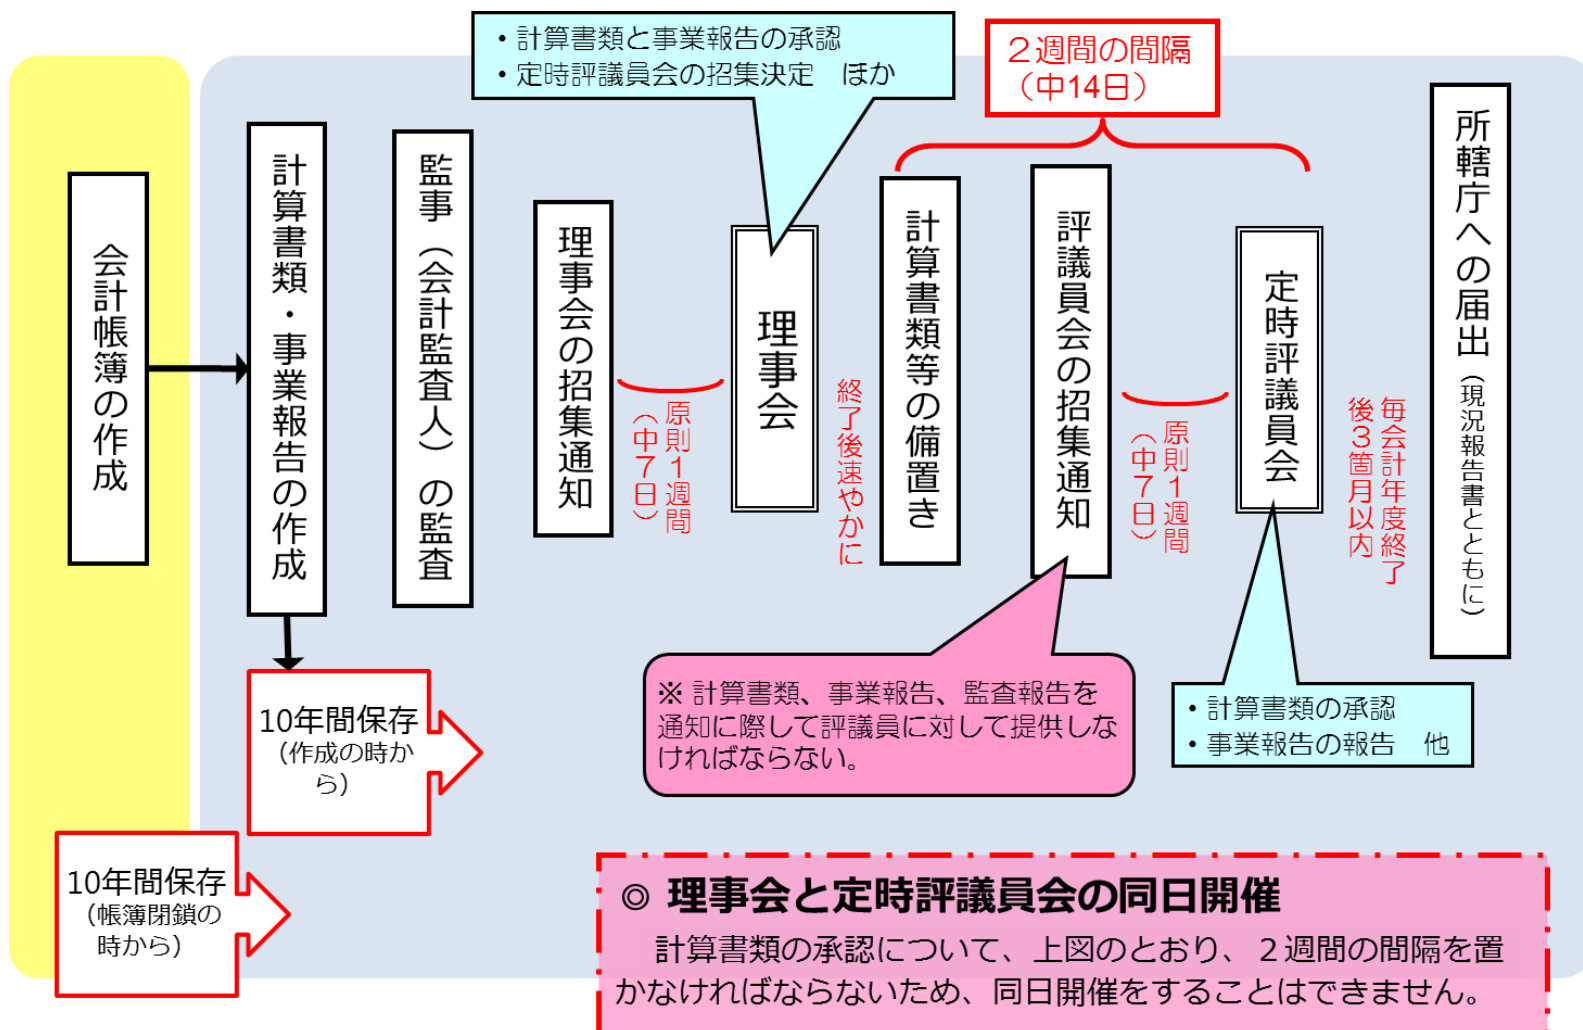 ・計算書類と事業報告の承認
・定時評議員会の招集決定　ほか
２週間の間隔
（中14日）
会計帳簿の作成
計算書類・事業報告の作成
監事（会計監査人）の監査
理事会の招集通知
原則１週間
（中７日）
理事会
終了後速やかに
計算書類等の備置き
評議員会の招集通知
原則１週間
（中７日）
定時評議員会
毎会計年度終了
後３箇月以内
所轄庁への届出（現況報告書とともに）
※ 計算書類、事業報告、監査報告を
通知に際して評議員に対して提供しな
ければならない。
・計算書類の承認
・事業報告の報告　他
10年間保存
（作成の時か
ら）
10年間保存
（帳簿閉鎖の
時から）
◎ 理事会と定時評議員会の同日開催
　計算書類の承認について、上図のとおり、２週間の間隔を置
かなければならないため、同日開催をすることはできません。